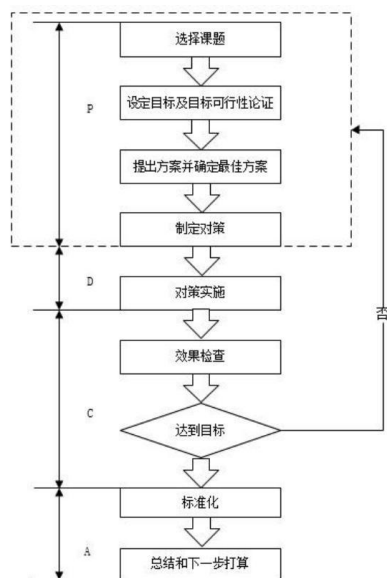 选择课题
P
设定目标及目标可行性论证
提出方案并确定最佳方案
制定对策
D
对策实施
否
效果检查
C
达到目标
标准化
A
总结和下一步打算